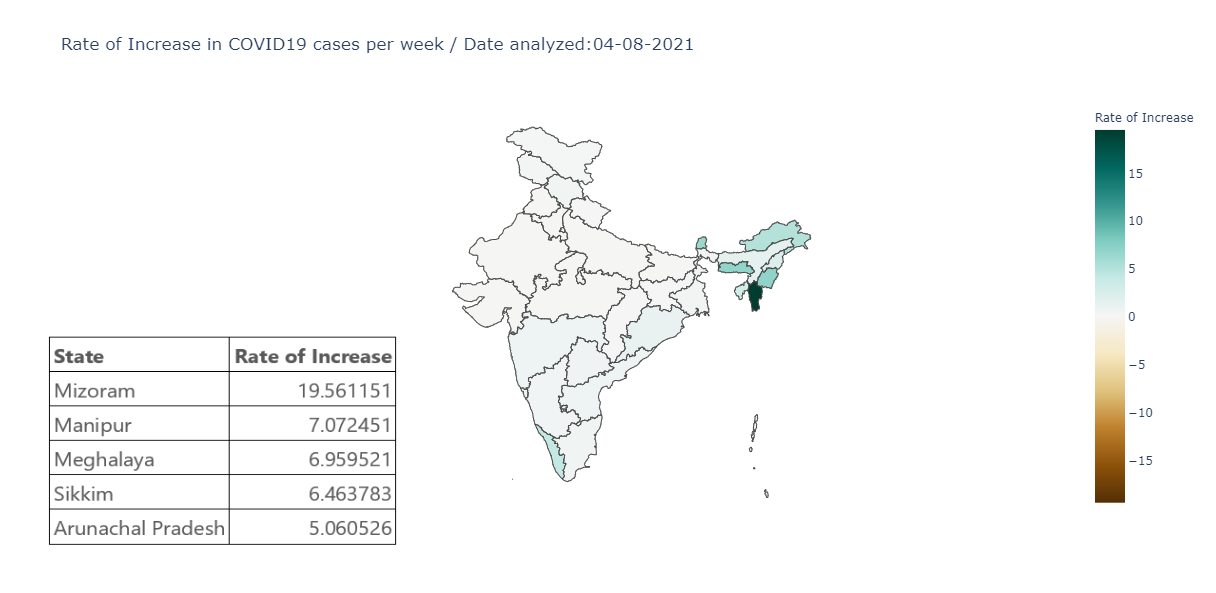 Rate of Increase in COVID19 cases per week / Date analyzed:04-08-2021
Rate of Increase
15
10
5
0
−5
−10
−15
State Rate of Increase
Mizoram 19.561151
Manipur 7.072451
Meghalaya 6.959521
Sikkim 6.463783
Arunachal Pradesh 5.060526